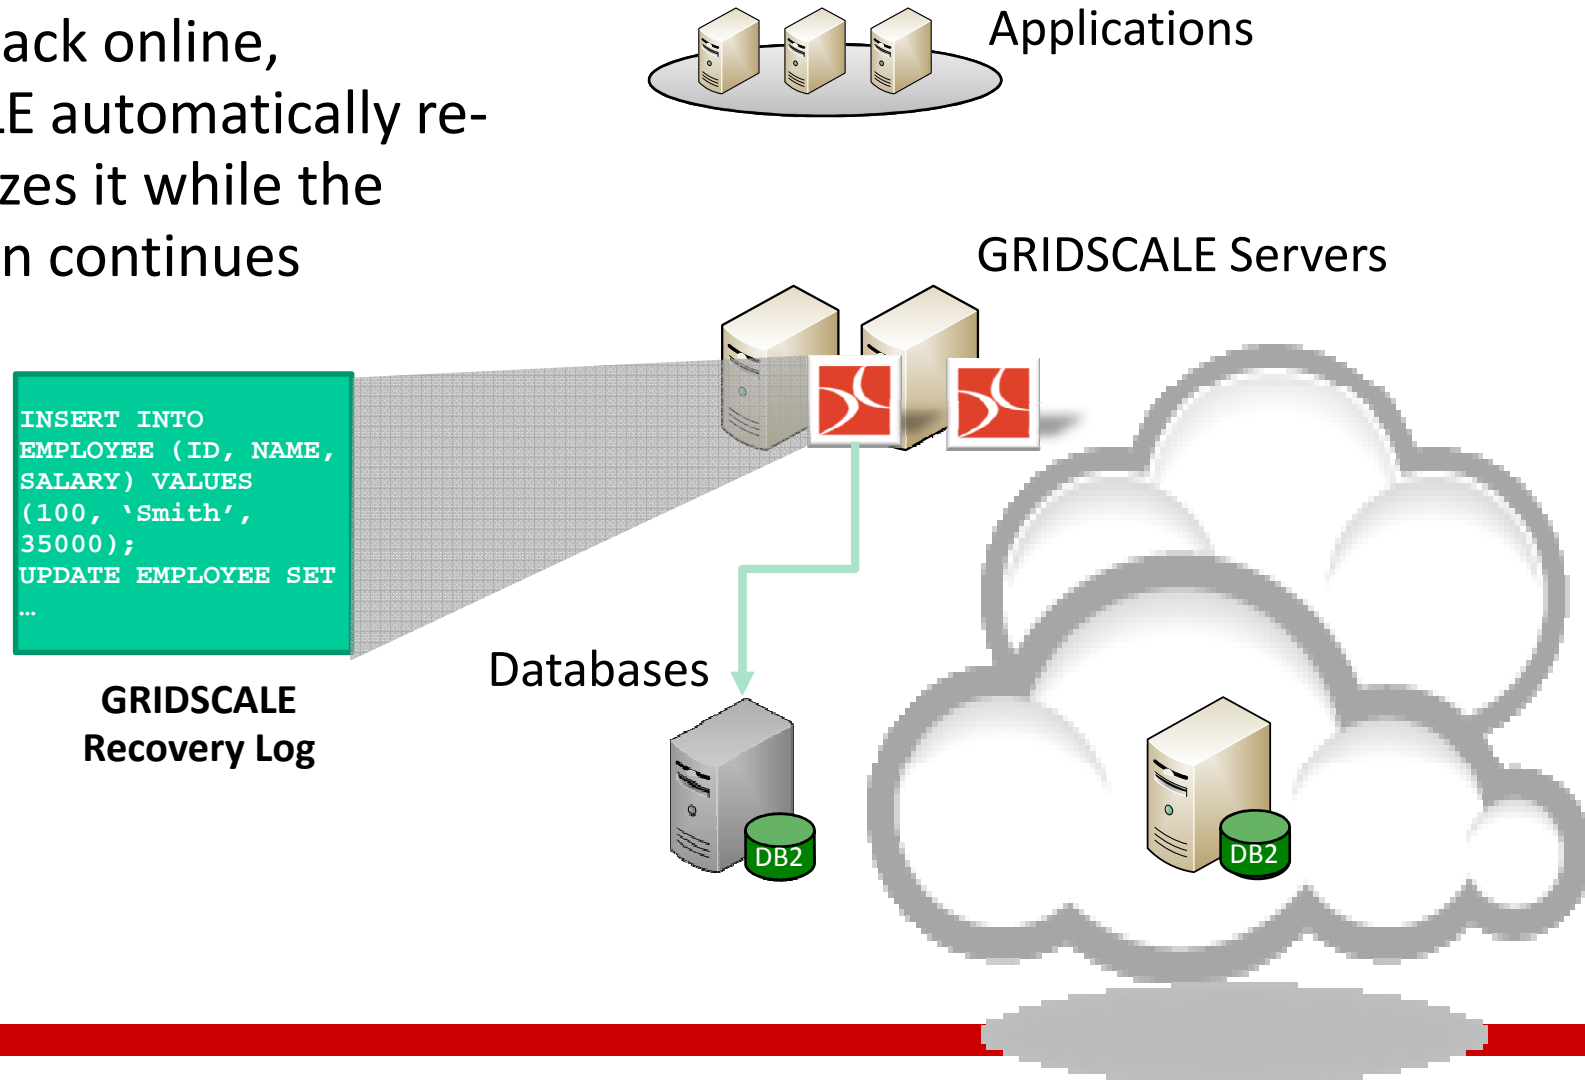 ack online,
LE automatically re-
zes it while the
n continues
Applications
GRIDSCALE Servers
INSERT INTO
EMPLOYEE (ID, NAME,
SALARY) VALUES
(100, ‘Smith’,
35000);
UPDATE EMPLOYEE SET
…
GRIDSCALE
Recovery Log
Databases
DB2
DB2